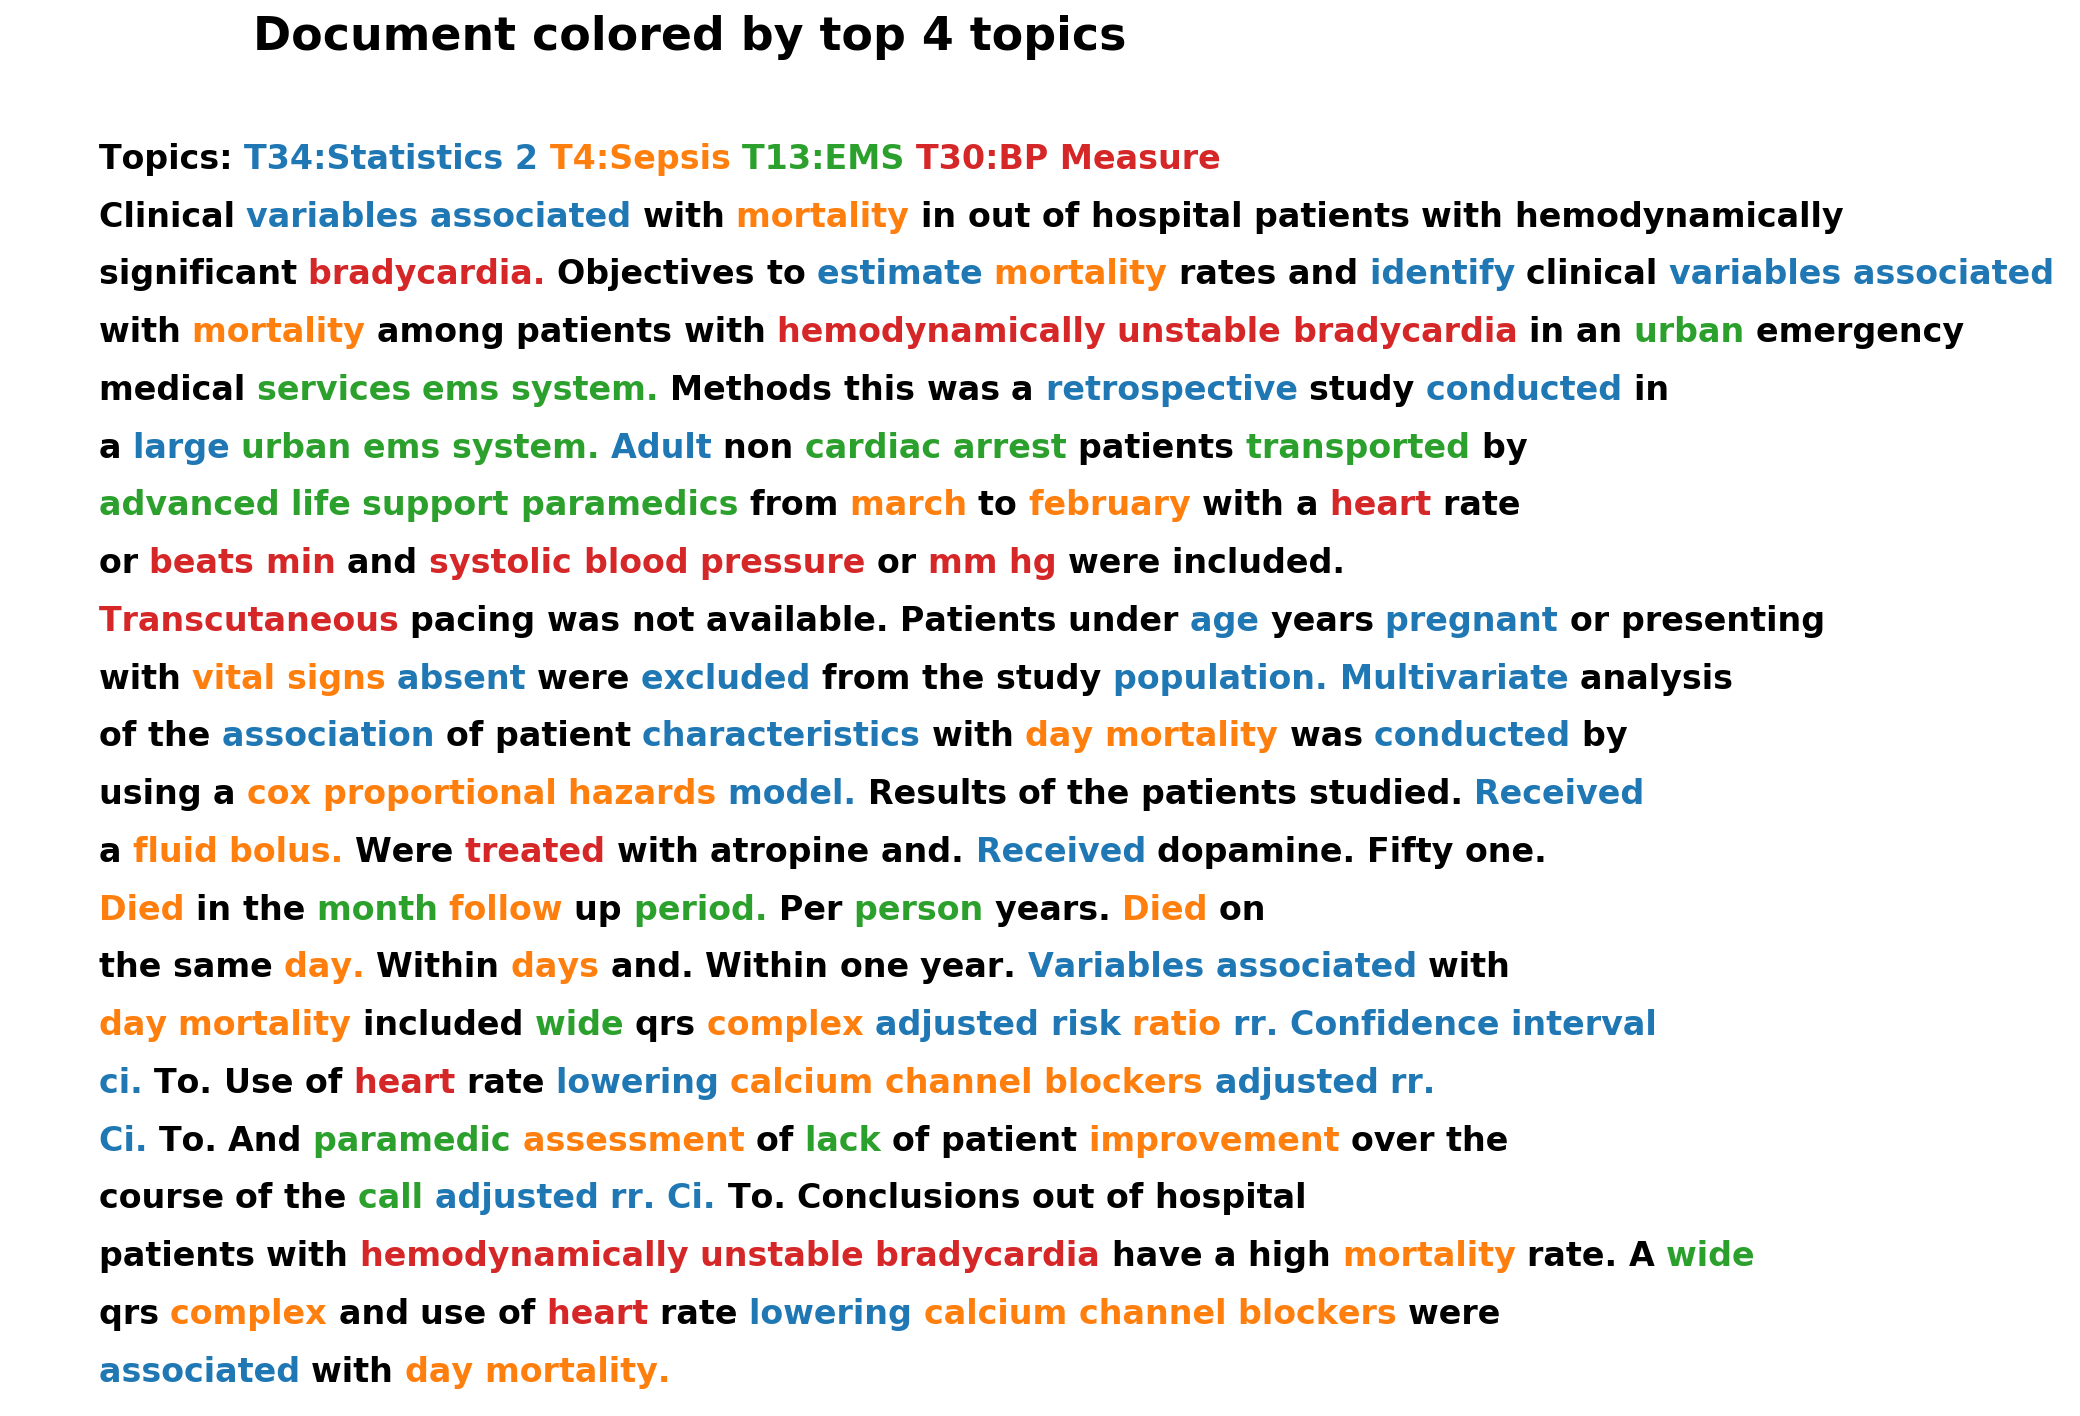 Document colored by top 4 topics
Topics: T34:Statistics 2 T4:Sepsis T13:EMS T30:BP Measure
Clinical variables associated with mortality in out of hospital patients with hemodynamically
significant bradycardia. Objectives to estimate mortality rates and identify clinical variables associated
with mortality among patients with hemodynamically unstable bradycardia in an urban emergency
medical services ems system. Methods this was a retrospective study conducted in
a large urban ems system. Adult non cardiac arrest patients transported by
advanced life support paramedics from march to february with a heart rate
or beats min and systolic blood pressure or mm hg were included.
Transcutaneous pacing was not available. Patients under age years pregnant or presenting
with vital signs absent were excluded from the study population. Multivariate analysis
of the association of patient characteristics with day mortality was conducted by
using a cox proportional hazards model. Results of the patients studied. Received
a fluid bolus. Were treated with atropine and. Received dopamine. Fifty one.
Died in the month follow up period. Per person years. Died on
the same day. Within days and. Within one year. Variables associated with
day mortality included wide qrs complex adjusted risk ratio rr. Confidence interval
ci. To. Use of heart rate lowering calcium channel blockers adjusted rr.
Ci. To. And paramedic assessment of lack of patient improvement over the
course of the call adjusted rr. Ci. To. Conclusions out of hospital
patients with hemodynamically unstable bradycardia have a high mortality rate. A wide
qrs complex and use of heart rate lowering calcium channel blockers were
associated with day mortality.